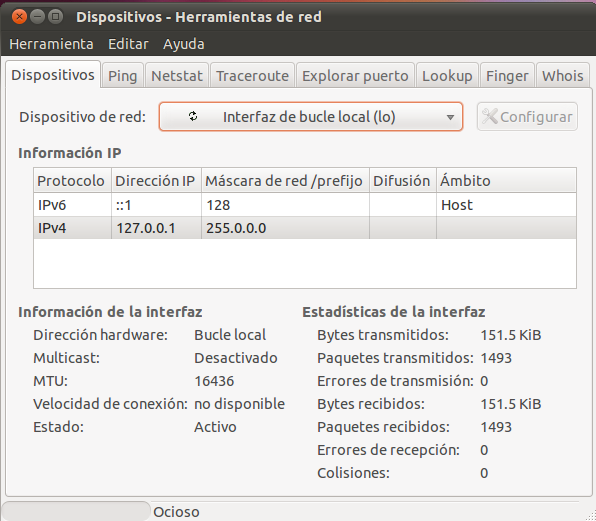 Dispositivos - Herramientas de red
Herramienta Editar Ayuda
Dispositivos Ping Netstat Traceroute Explorar puerto Lookup Finger Whois
Dispositivo de red: Interfaz de bucle local (lo) Configurar
Información IP
Protocolo Dirección IP Máscara de red /prefijo Difusión Ámbito
IPv6 ::1 128 Host
IPv4 127.0.0.1 255.0.0.0
Información de la interfaz
Dirección hardware: Bucle local
Multicast: Desactivado
MTU: 16436
Velocidad de conexión: no disponible
Estado: Activo
Estadísticas de la interfaz
Bytes transmitidos: 151.5 KiB
Paquetes transmitidos: 1493
Errores de transmisión: 0
Bytes recibidos: 151.5 KiB
Paquetes recibidos: 1493
Errores de recepción: 0
Colisiones: 0
Ocioso